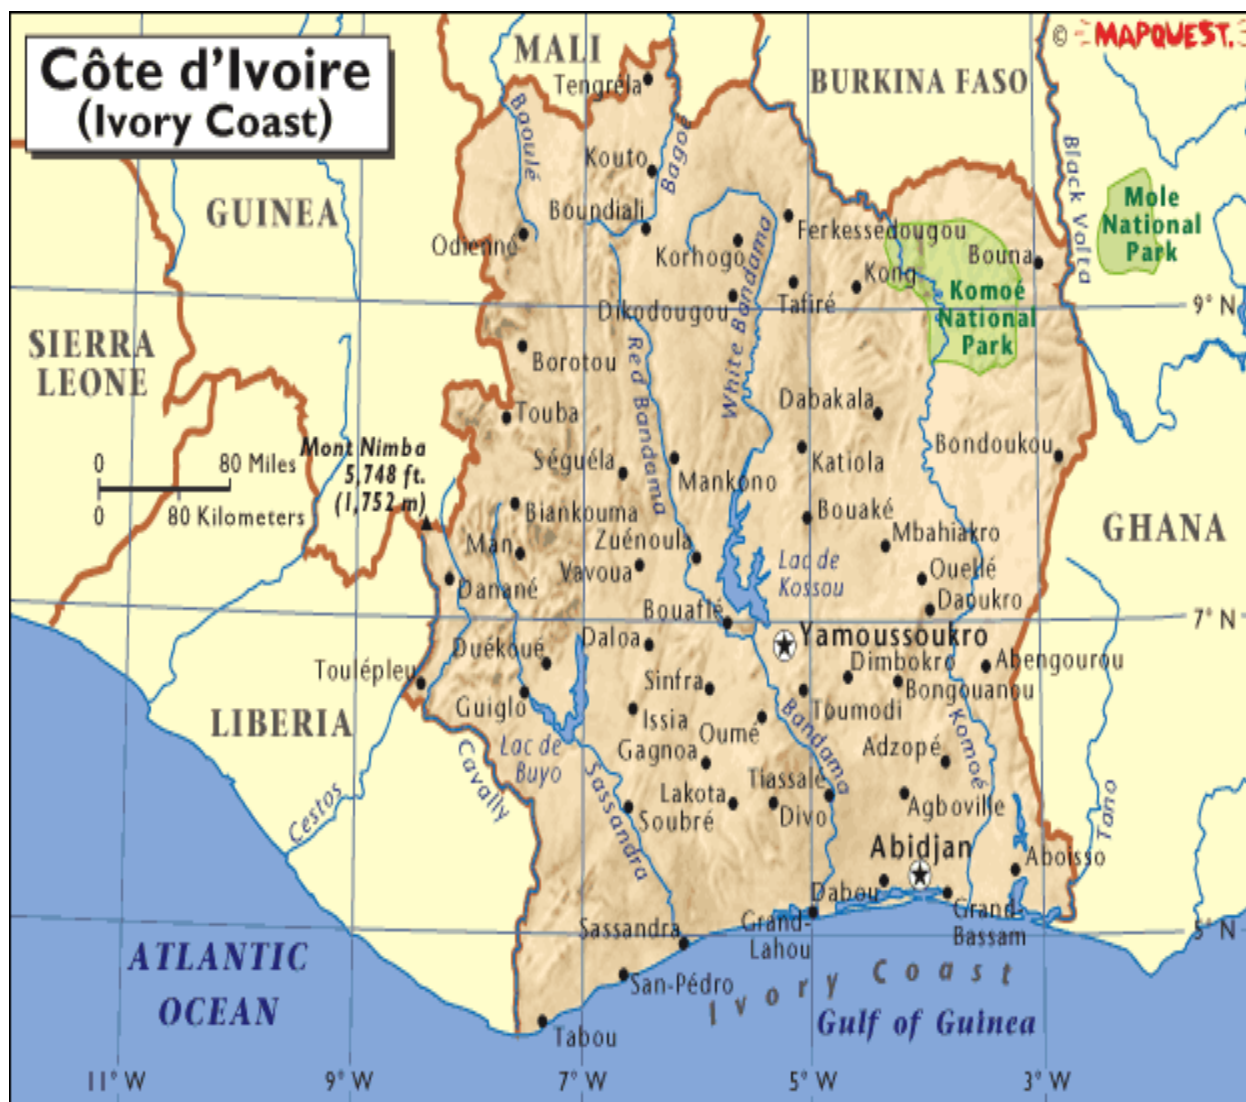 Côte d'Ivoire
(Ivory Coast)
MALI
BURKINA FASO
© MAPQUEST.
Tengréla
Baoulé
Bagoé
Kouto
Black Volta
Mole
National
Park
GUINEA
Boundiali
Odienné
Korhogo
Ferkessédougou
Bouna
Kong
Komoé
National
Park
Tafiré
Dikodougou
White Bandama
Red Bandama
9° N
SIERRA
LEONE
Borotou
Touba
Dabakala
Bondoukou
Mont Nimba
5,748 ft.
(1,752 m)
0 80 Miles
0 80 Kilometers
Séguéla
Mankono
Katiola
Biankouma
Bouaké
Mbahiakro
GHANA
Man
Zuénoula
Vavoua
Lac de
Kossou
Ouellé
Danané
Daoukro
Bouaflé
7° N
Yamoussoukro
Duékoué
Daloa
Dimbokro
Abengourou
Toulépleu
Sinfra
Bongouanou
Guiglo
Issia
Oumé
Toumodi
LIBERIA
Lac de
Buyo
Gagnoa
Bandama
Adzopé
Komoé
Cavally
Sassandra
Tiassalé
Lakota
Soubré
Divo
Agboville
Cestos
Tano
Abidjan
Aboisso
Dabou
Grand-
Bassam
Grand-
Lahou
Sassandra
5° N
ATLANTIC
OCEAN
San-Pédro
Ivory Coast
Gulf of Guinea
Tabou
11° W
9° W
7° W
5° W
3° W